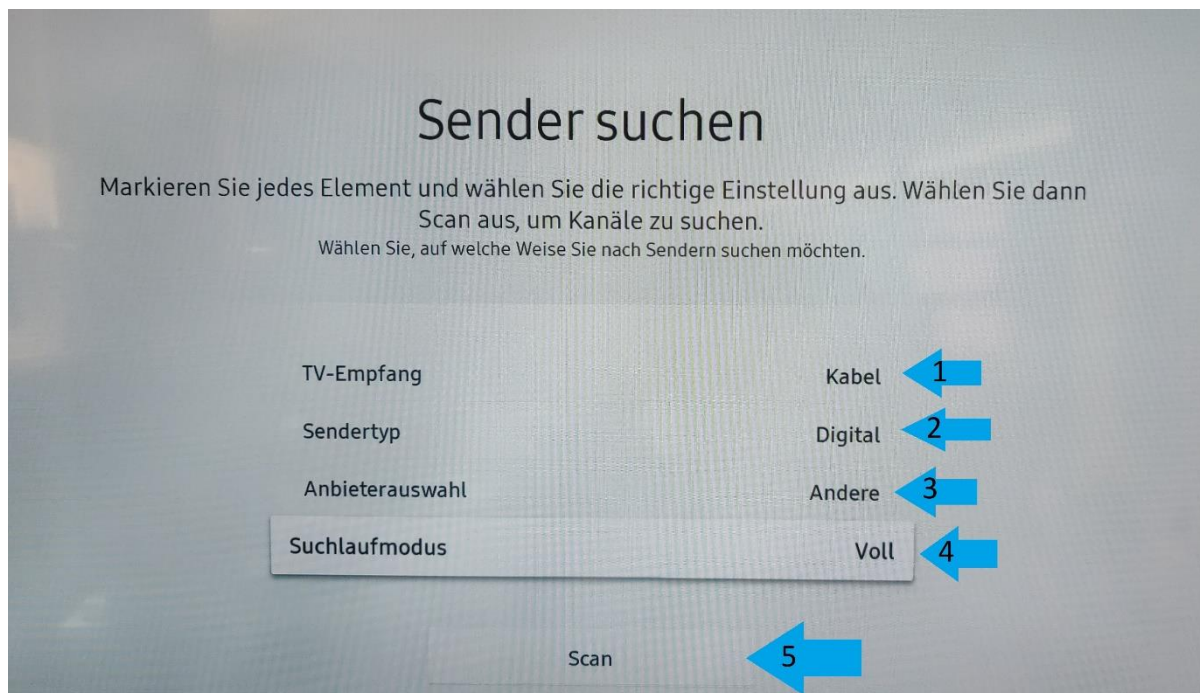 Sender suchen
Markieren Sie jedes Element und wählen Sie die richtige Einstellung aus. Wählen Sie dann
Scan aus, um Kanäle zu suchen.
Wählen Sie, auf welche Weise Sie nach Sendern suchen möchten.
TV-Empfang Kabel 1
Sendertyp Digital 2
Anbieterauswahl Andere 3
Suchlaufmodus Voll 4
Scan 5